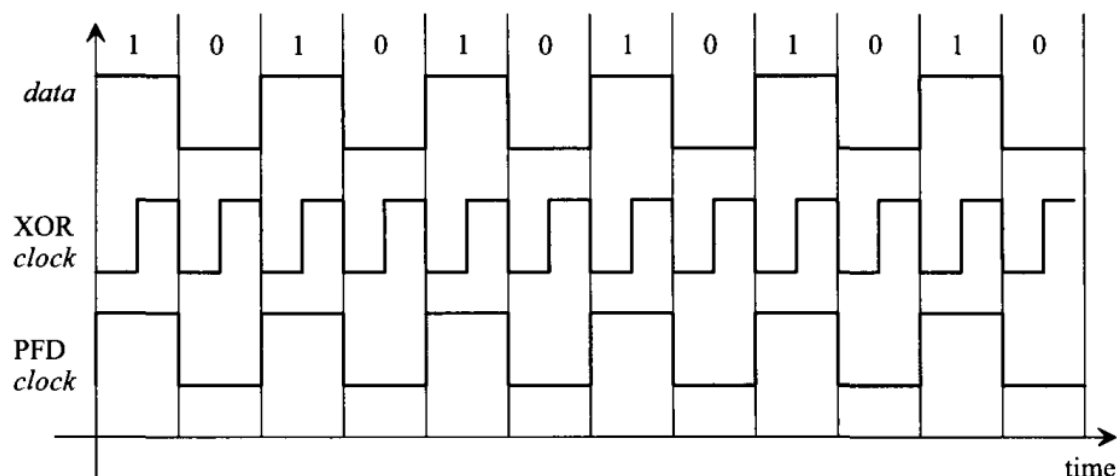 1 0 1 0 1 0 1 0 1 0 1 0
data
XOR
clock
PFD
clock
time